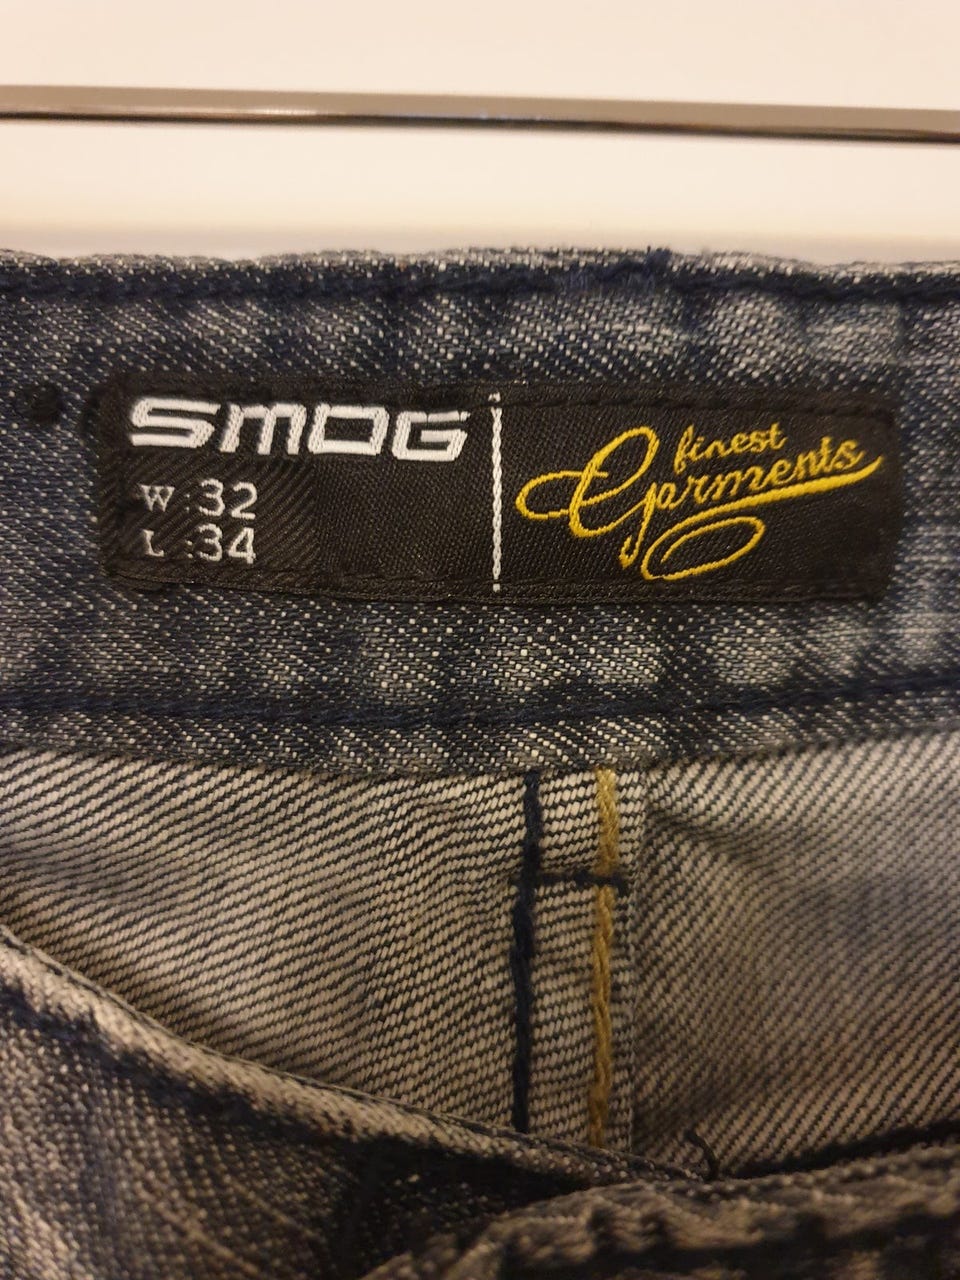 SMOG
W :32
L :34
finest
Garments